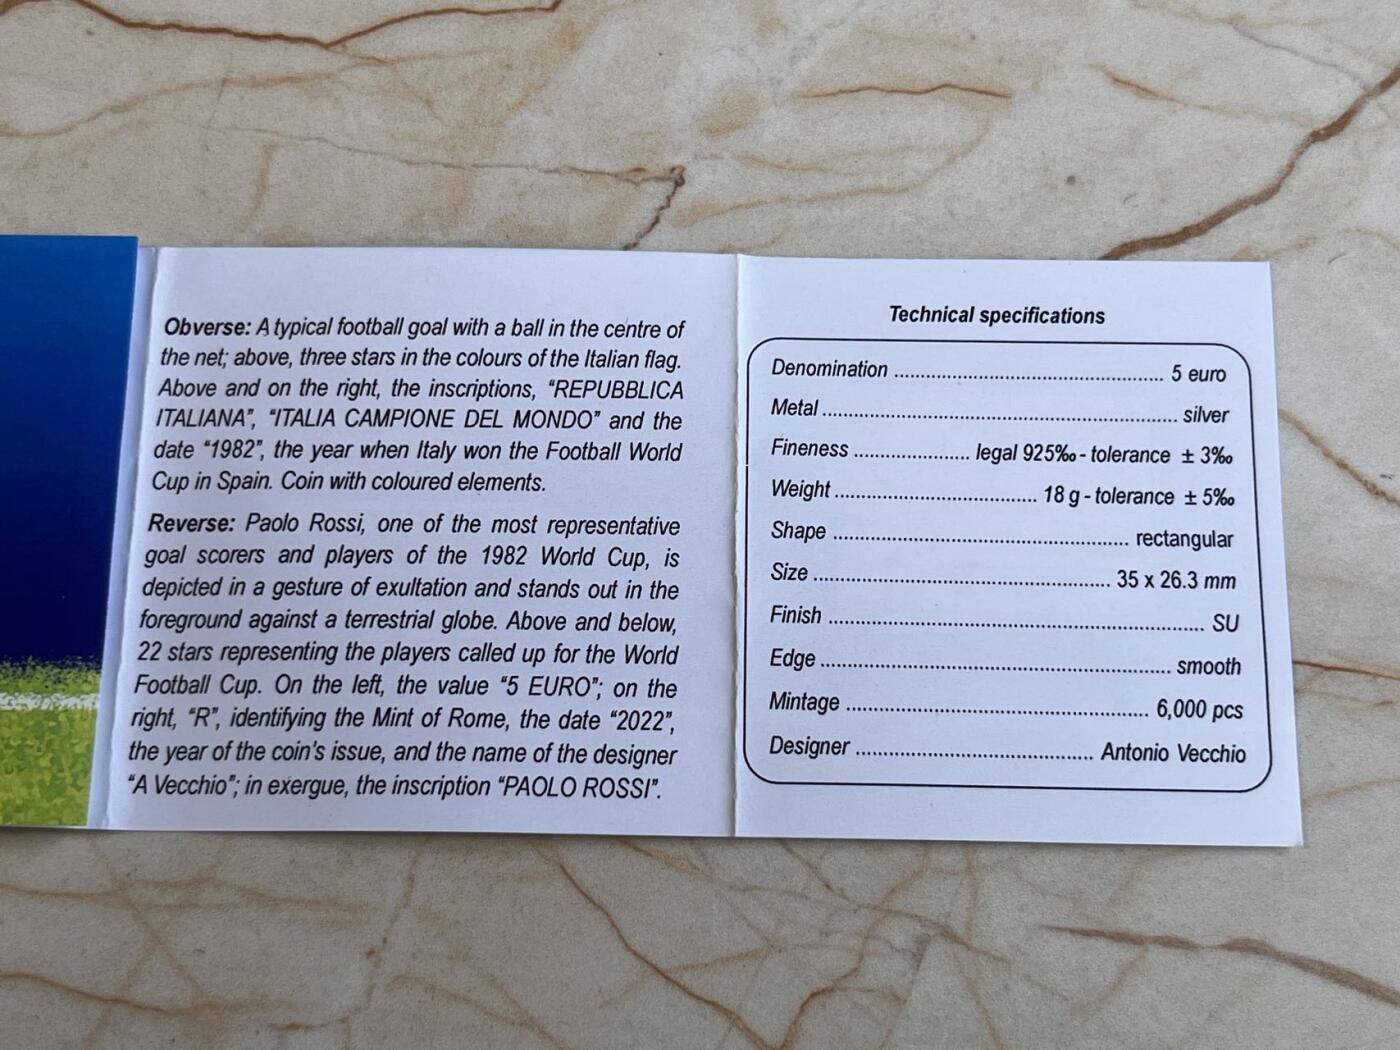 Obverse: A typical football goal with a ball in the centre of
the net; above, three stars in the colours of the Italian flag.
Above and on the right, the inscriptions, “REPUBBLICA
ITALIANA”, “ITALIA CAMPIONE DEL MONDO” and the
date “1982”, the year when Italy won the Football World
Cup in Spain. Coin with coloured elements.
Reverse: Paolo Rossi, one of the most representative
goal scorers and players of the 1982 World Cup, is
depicted in a gesture of exultation and stands out in the
foreground against a terrestrial globe. Above and below,
22 stars representing the players called up for the World
Football Cup. On the left, the value “5 EURO”; on the
right, “R”, identifying the Mint of Rome, the date “2022”,
the year of the coin’s issue, and the name of the designer
“A Vecchio”; in exergue, the inscription “PAOLO ROSSI”.
Technical specifications
Denomination ............................................. 5 euro
Metal ............................................................ silver
Fineness .................... legal 925‰ - tolerance ± 3‰
Weight .................................. 18 g - tolerance ± 5‰
Shape .................................................. rectangular
Size .................................................. 35 x 26.3 mm
Finish ............................................................... SU
Edge ........................................................... smooth
Mintage ................................................... 6,000 pcs
Designer ........................................ Antonio Vecchio